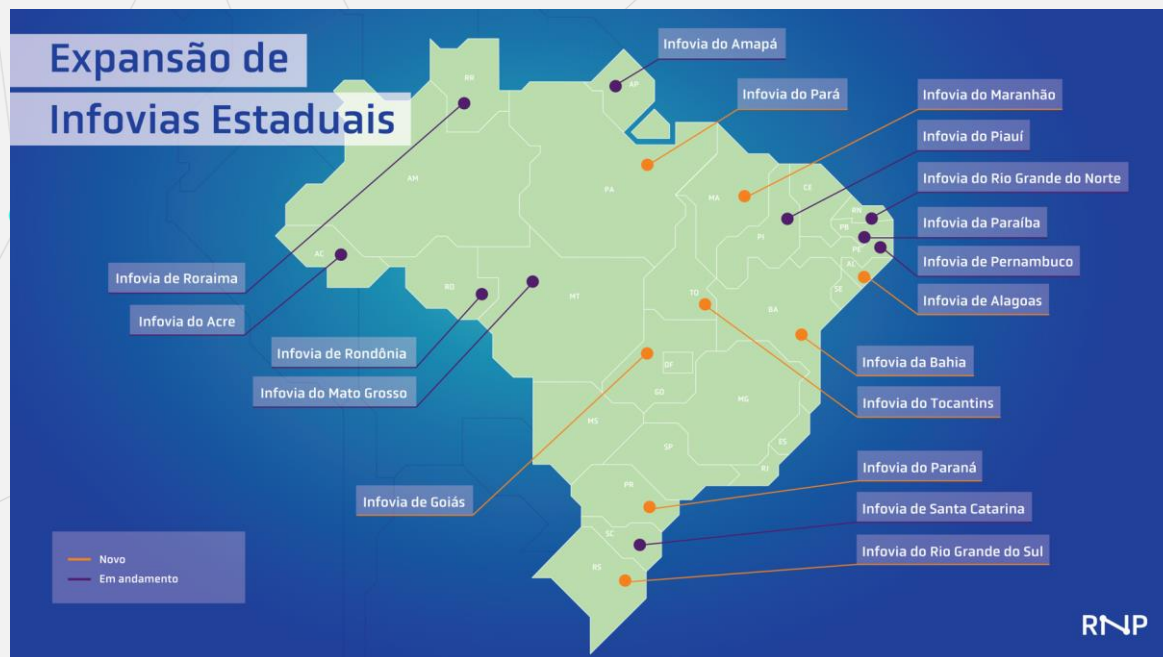 Expansão de
Infovias Estaduais
Infovia do Amapá
Infovia do Pará
Infovia do Maranhão
Infovia do Piauí
Infovia do Rio Grande do Norte
Infovia da Paraíba
Infovia de Pernambuco
Infovia de Alagoas
Infovia da Bahia
Infovia do Tocantins
Infovia do Paraná
Infovia de Santa Catarina
Infovia do Rio Grande do Sul
Infovia de Roraima
Infovia do Acre
Infovia de Rondônia
Infovia do Mato Grosso
Infovia de Goiás
RR
AP
AM
PA
MA
CE
RN
PB
PE
PI
AL
SE
AC
RO
MT
TO
BA
DF
GO
MG
MS
ES
SP
RJ
PR
SC
RS
Novo
Em andamento
RNP